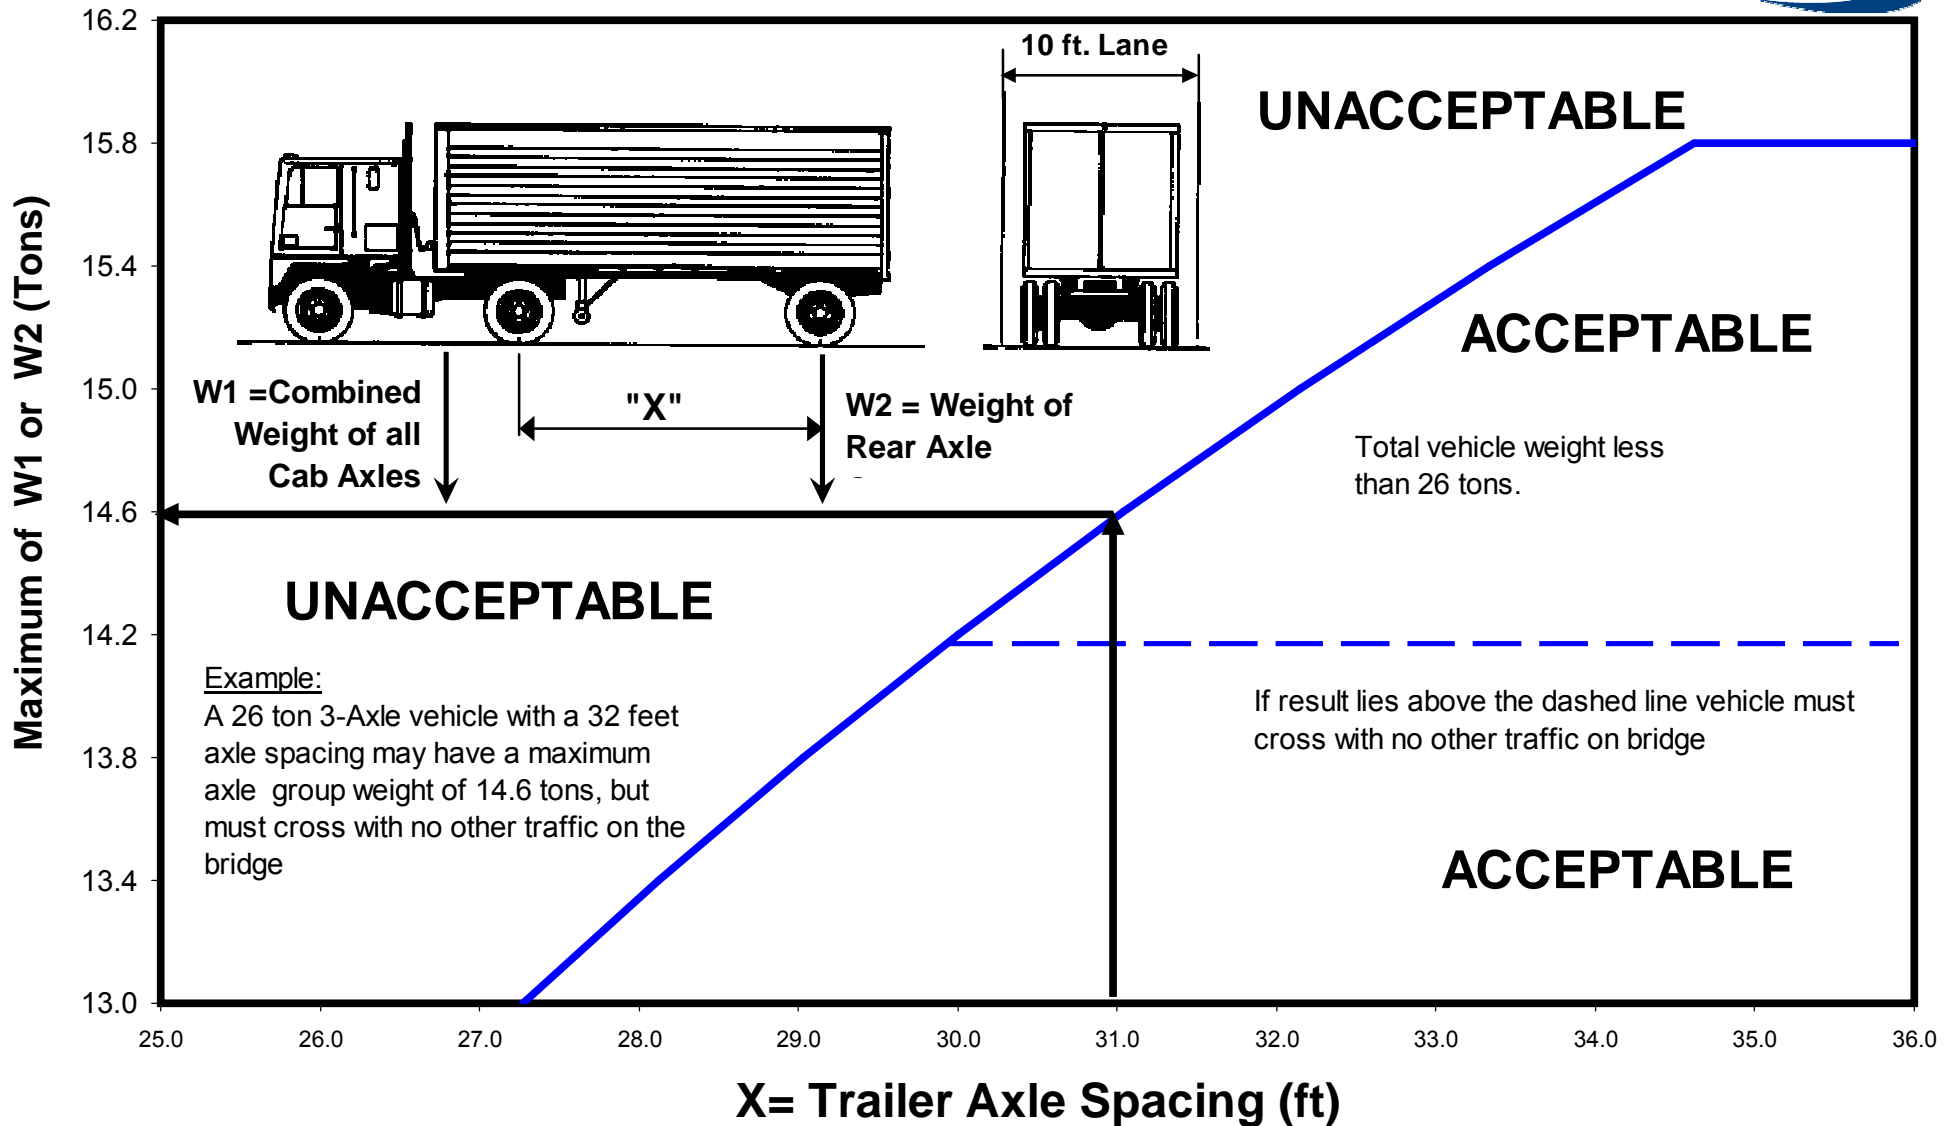 16.2
15.8
15.4
15.0
14.6
14.2
13.8
13.4
13.0
Maximum of W1 or W2 (Tons)
10 ft. Lane
UNACCEPTABLE
ACCEPTABLE
W1 =Combined
Weight of all
Cab Axles
"X"
W2 = Weight of
Rear Axle
Total vehicle weight less
than 26 tons.
UNACCEPTABLE
Example:
A 26 ton 3-Axle vehicle with a 32 feet
axle spacing may have a maximum
axle group weight of 14.6 tons, but
must cross with no other traffic on the
bridge
If result lies above the dashed line vehicle must
cross with no other traffic on bridge
ACCEPTABLE
25.0 26.0 27.0 28.0 29.0 30.0 31.0 32.0 33.0 34.0 35.0 36.0
X= Trailer Axle Spacing (ft)